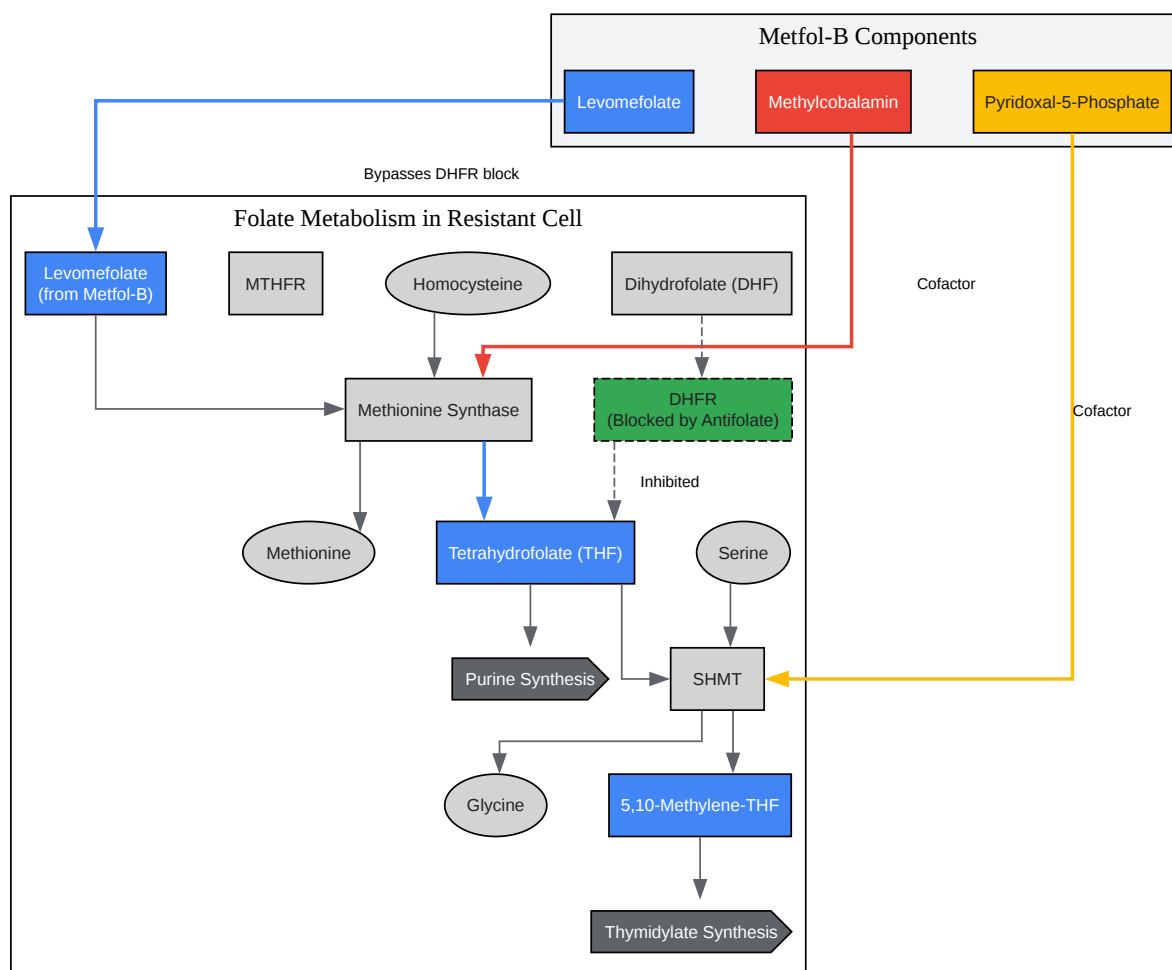 Metfol-B Components
Levomefolate
Methylcobalamin
Pyridoxal-5-Phosphate
Bypasses DHFR block
Folate Metabolism in Resistant Cell
Levomefolate
(from Metfol-B)
MTHFR
Homocysteine
Dihydrofolate (DHF)
Cofactor
Methionine Synthase
DHFR
(Blocked by Antifolate)
Cofactor
Inhibited
Methionine
Tetrahydrofolate (THF)
Serine
Purine Synthesis
SHMT
Glycine
5,10-Methylene-THF
Thymidylate Synthesis